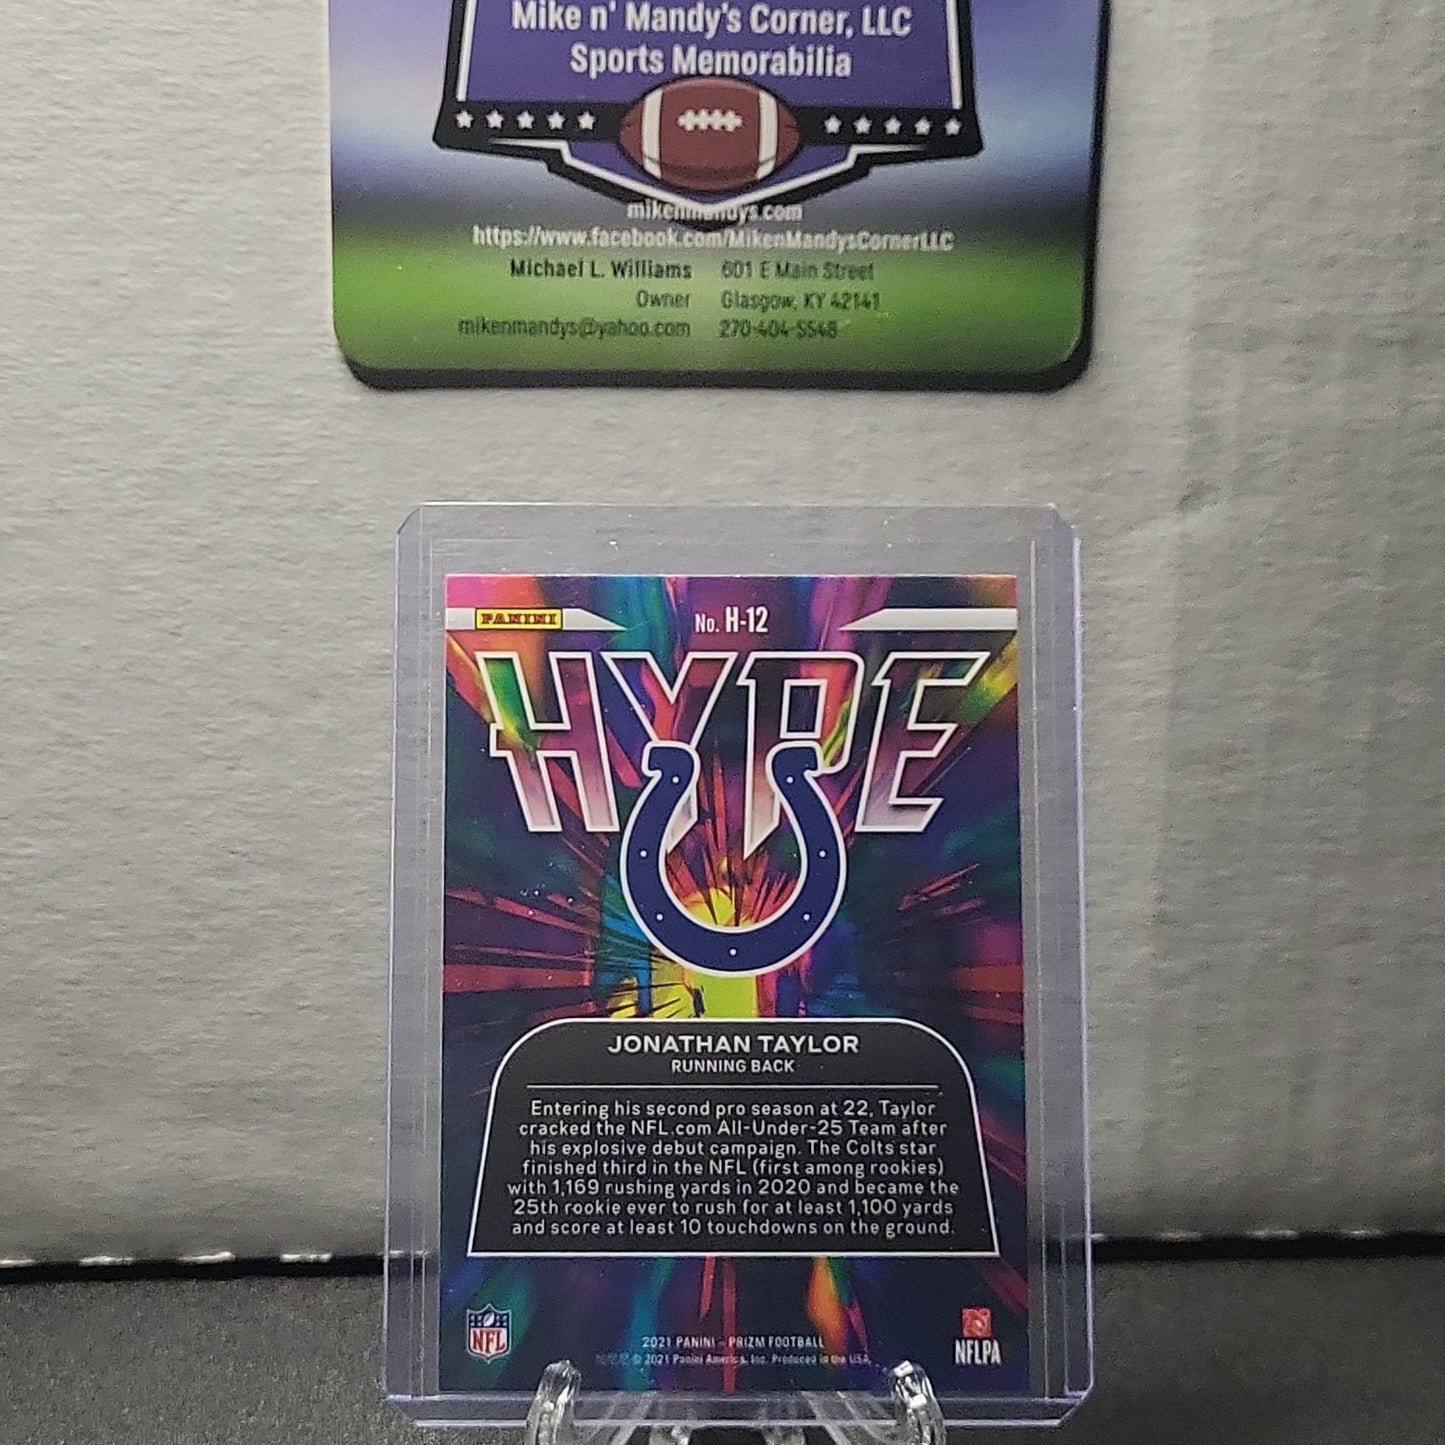 Mike n' Mandy's Corner, LLC
Sports Memorabilia
mikenmandys.com
https://www.facebook.com/MikenMandysCornerLLC
Michael L. Williams 601 E Main Street
Owner Glasgow, KY 42141
mikenmandys@yahoo.com 270-404-5548
PANINI No. H-12
HYPE
JONATHAN TAYLOR
RUNNING BACK
Entering his second pro season at 22, Taylor
cracked the NFL.com All-Under-25 Team after
his explosive debut campaign. The Colts star
finished third in the NFL (first among rookies)
with 1,169 rushing yards in 2020 and became the
25th rookie ever to rush for at least 1,100 yards
and score at least 10 touchdowns on the ground.
NFL
2021 PANINI - PRIZM FOOTBALL
© 2021 Panini America, Inc. Produced in the USA.
NFLPA